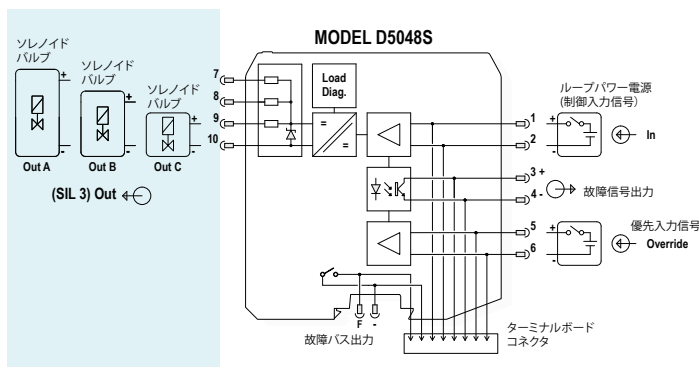 MODEL D5048S
ソレノイド
バルブ
+
-
Out A
ソレノイド
バルブ
+
-
Out B
ソレノイド
バルブ
+
-
Out C
(SIL 3) Out
7
8
9
10
Load
Diag.
=
=
1
2
+
-
ループパワー電源
(制御入力信号)
In
3 +
4 -
故障信号出力
5
6
+
-
優先入力信号
Override
F
-
故障バス出力
ターミナルボード
コネクタ